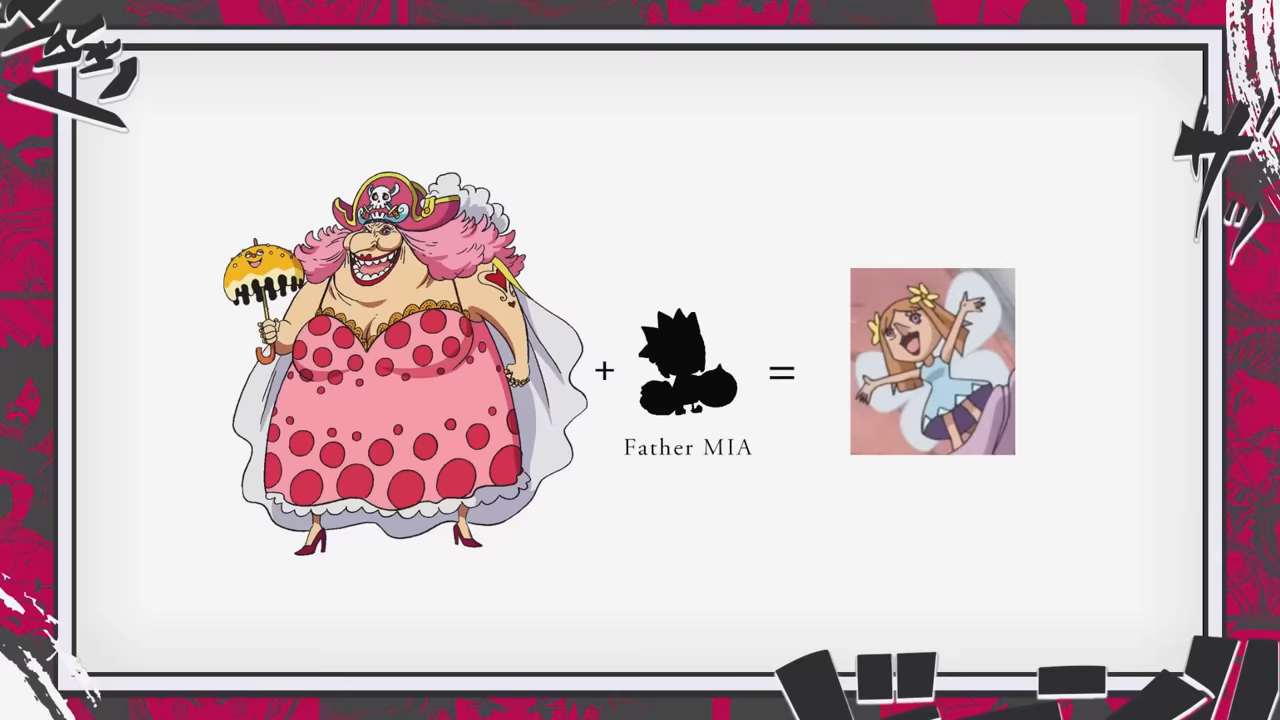 +
=
Father MIA